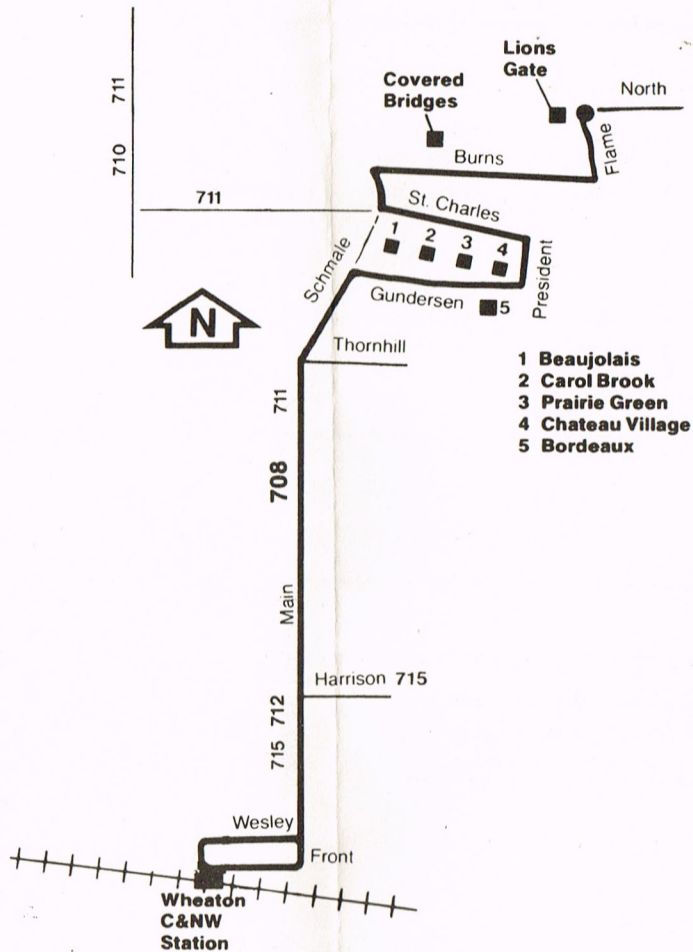 711
710
Lions
Gate
Covered
Bridges
North
Flame
Burns
711
St. Charles
1
2
3
4
Schmale
President
Gundersen
5
N
Thornhill
1 Beaujolais
2 Carol Brook
3 Prairie Green
4 Chateau Village
5 Bordeaux
711
708
Main
Harrison 715
712
715
Wesley
Front
Wheaton
C&NW
Station